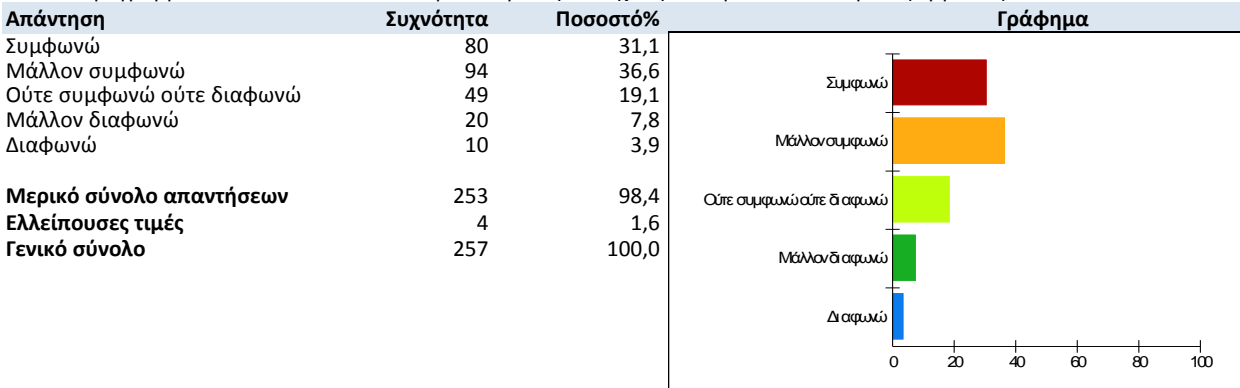 Απάντηση Συχνότητα Ποσοστό% Γράφημα
Συμφωνώ 80 31,1
Μάλλον συμφωνώ 94 36,6
Ούτε συμφωνώ ούτε διαφωνώ 49 19,1
Μάλλον διαφωνώ 20 7,8
Διαφωνώ 10 3,9
Μερικό σύνολο απαντήσεων 253 98,4
Ελλείπουσες τιμές 4 1,6
Γενικό σύνολο 257 100,0
Συμφωνώ
Μάλλον συμφωνώ
Ούτε συμφωνώ ούτε διαφωνώ
Μάλλον διαφωνώ
Διαφωνώ
0 20 40 60 80 100